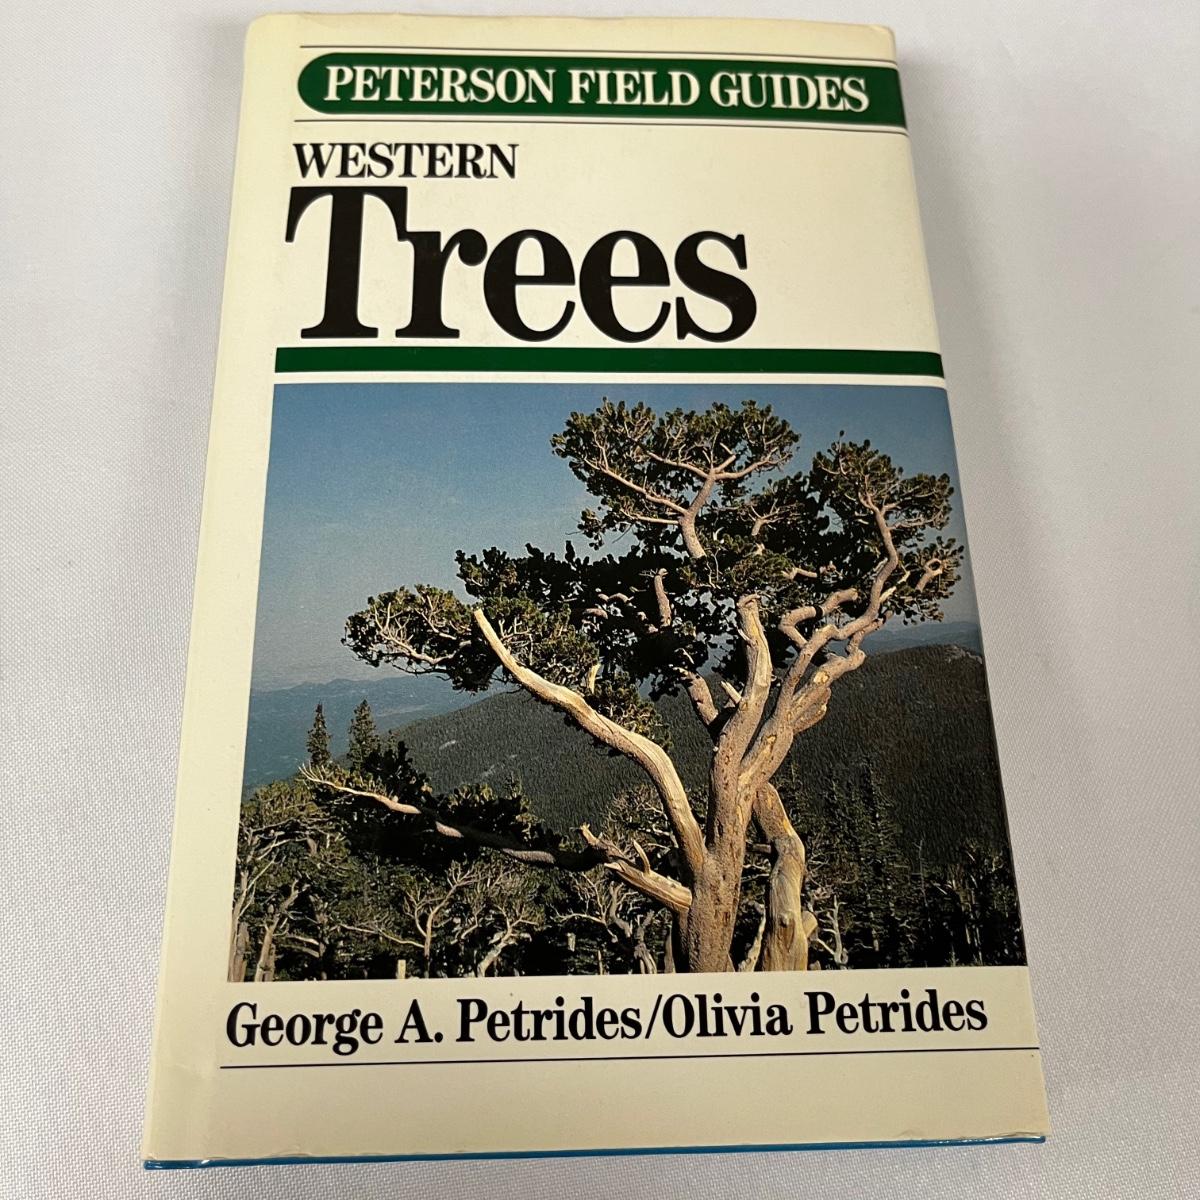 PETERSON FIELD GUIDES
WESTERN
Trees
George A. Petrides/Olivia Petrides